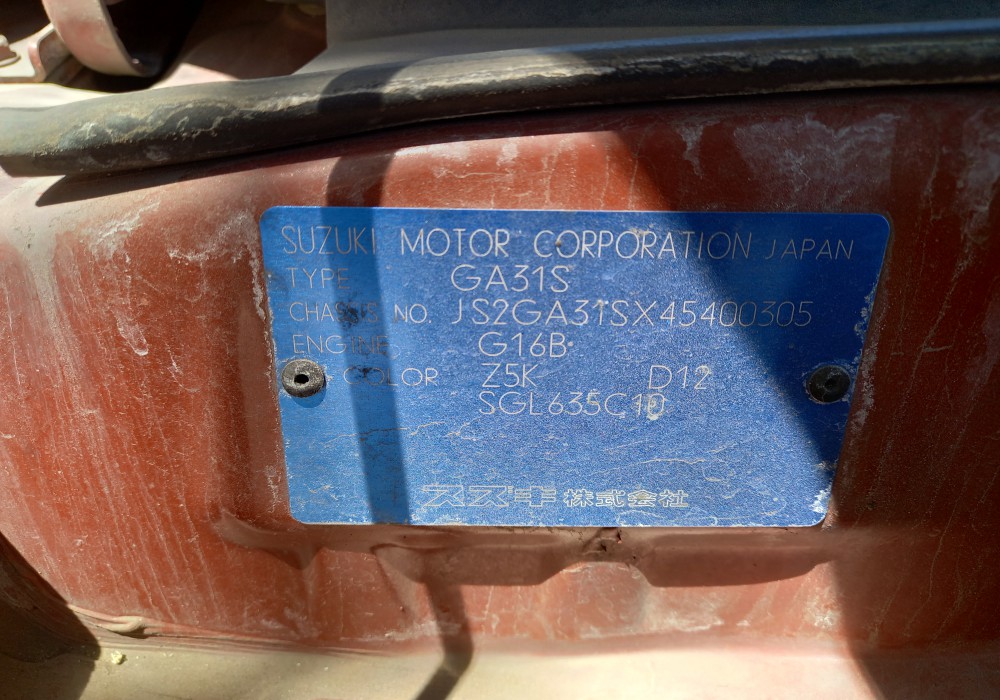 SUZUKI MOTOR CORPORATION JAPAN
TYPE GA31S
CHASSIS NO. JS2GA31SX45400305
ENGINE G16B
COLOR Z5K D12
SGL635C1D
スズキ株式会社